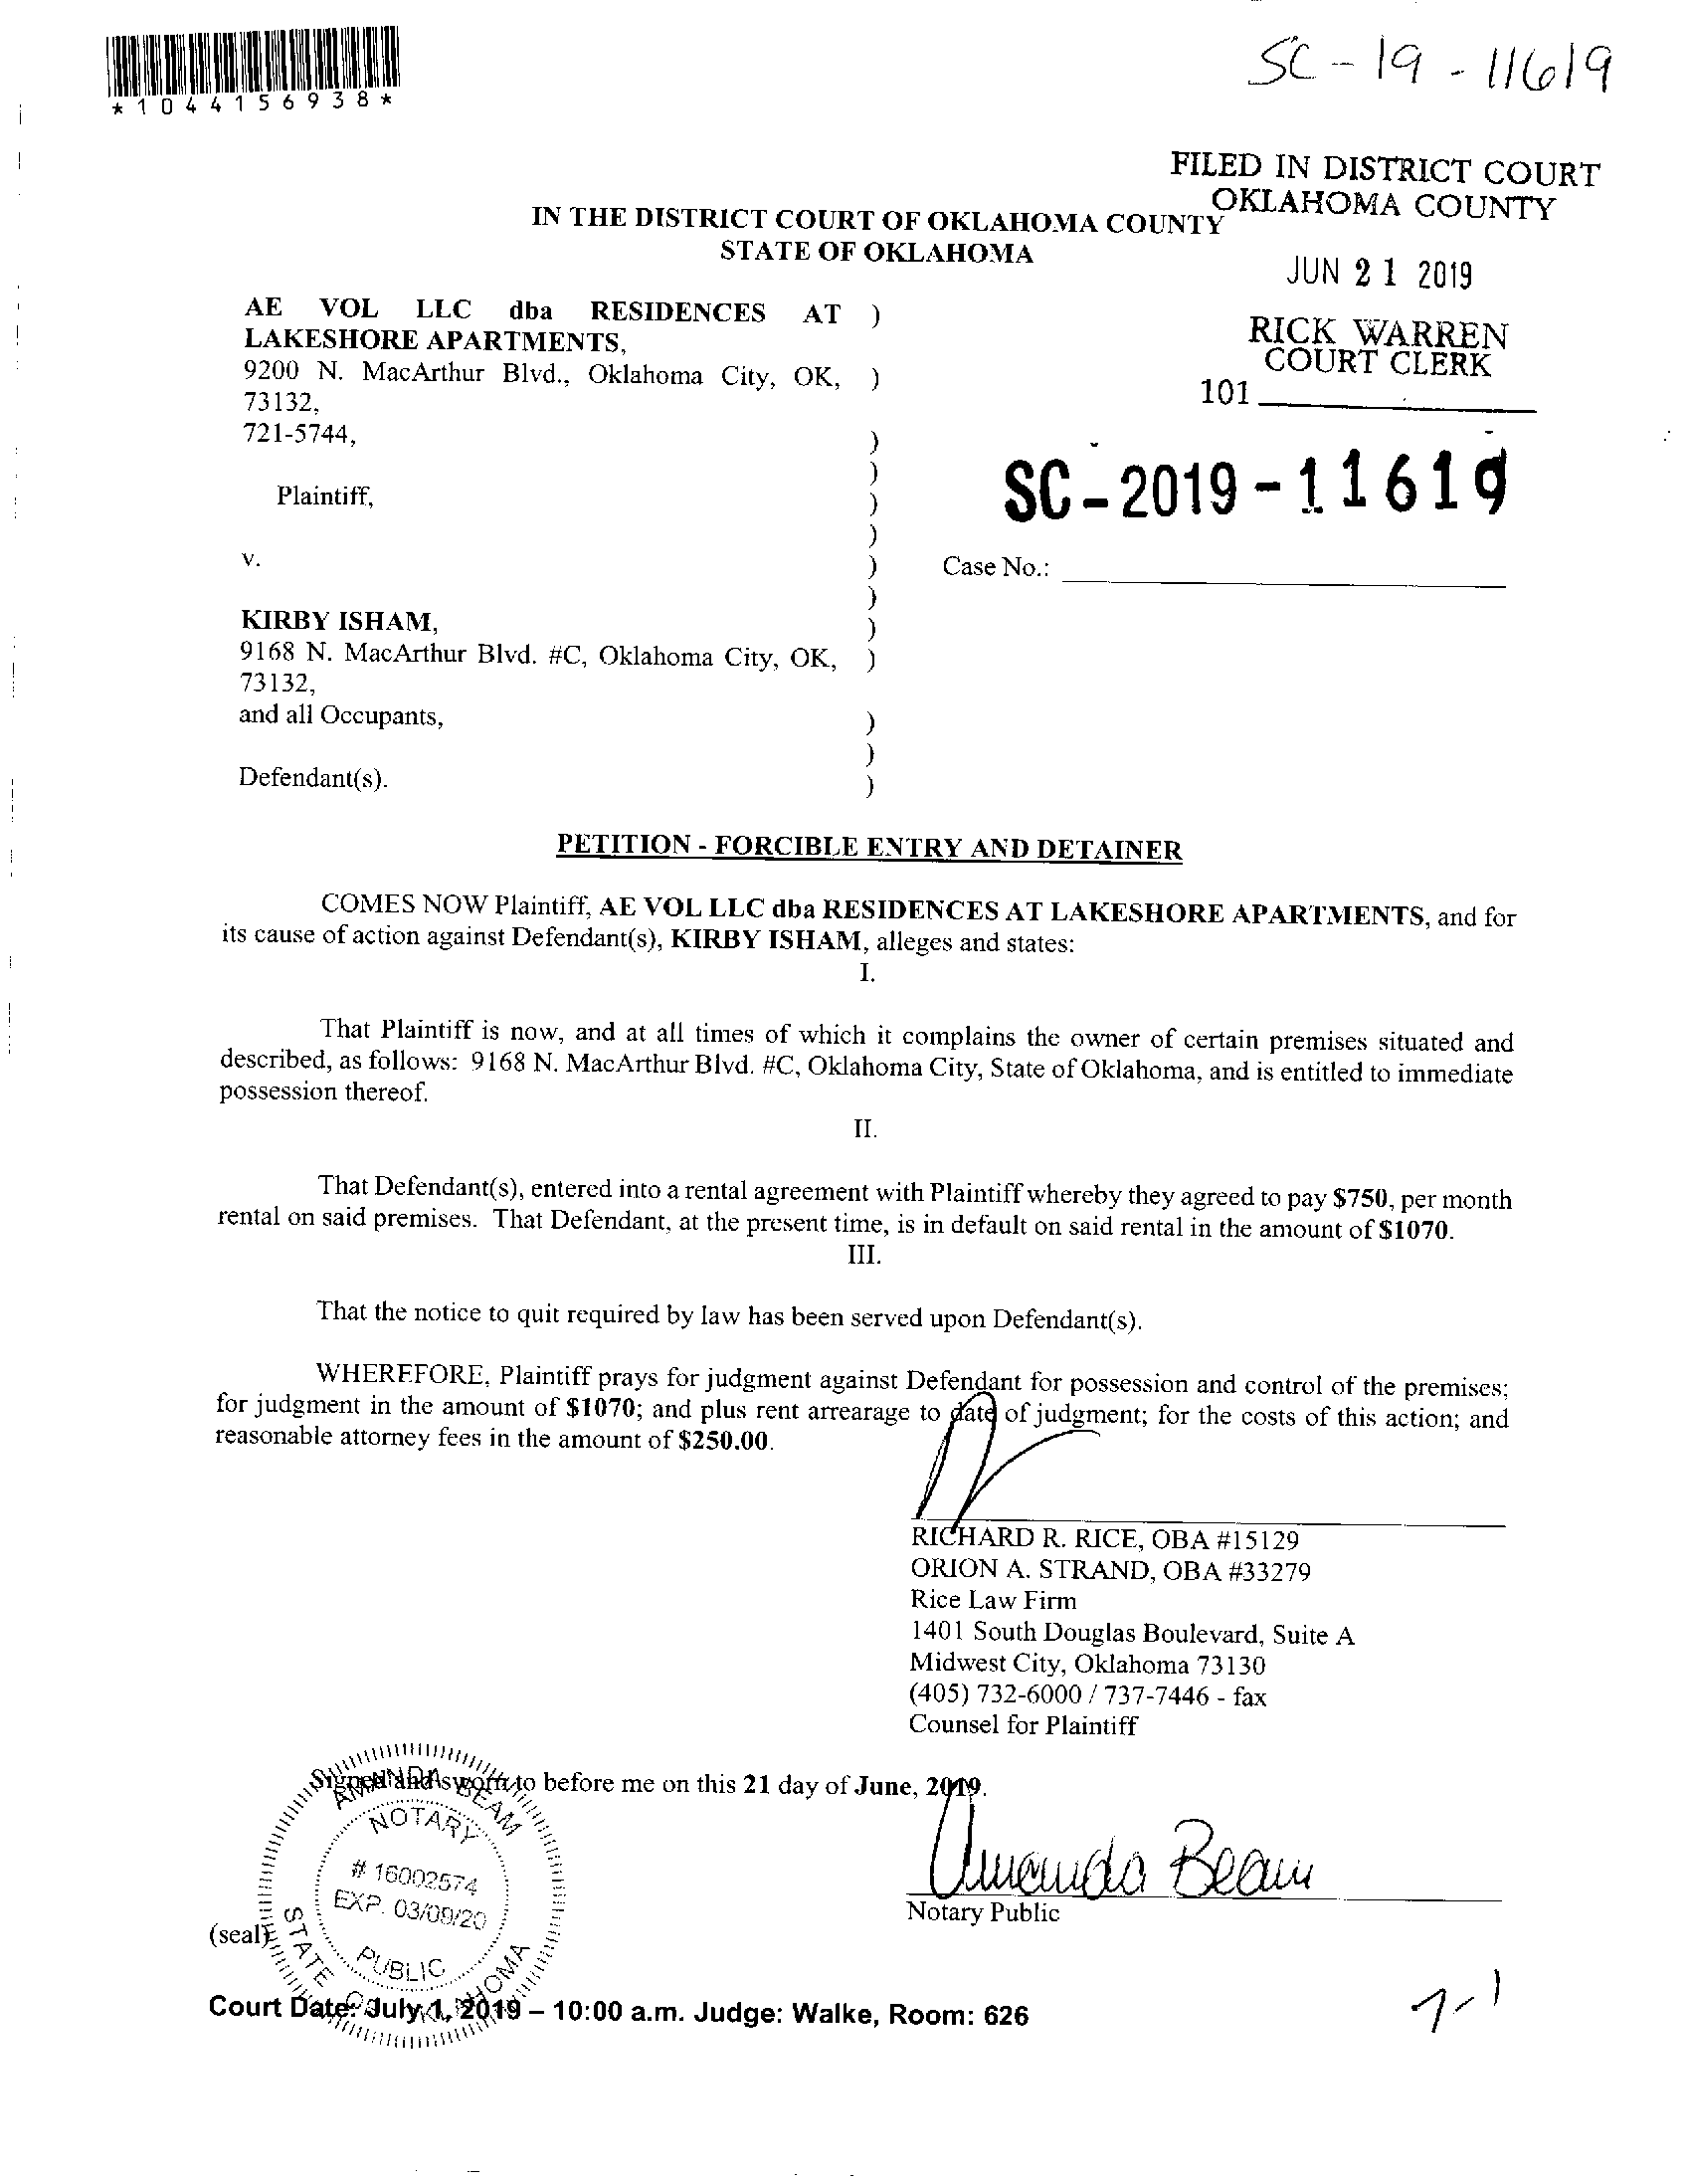 *1044156938*
SC-19-11619
FILED IN DISTRICT COURT
OKLAHOMA COUNTY
JUN 21 2019
RICK WARREN
COURT CLERK
101
SC-2019-11619
IN THE DISTRICT COURT OF OKLAHOMA COUNTY
STATE OF OKLAHOMA
AE VOL LLC dba RESIDENCES AT )
LAKESHORE APARTMENTS,
9200 N. MacArthur Blvd., Oklahoma City, OK, )
73132,
721-5744, )
)
Plaintiff, )
)
v. )
Case No.:
)
KIRBY ISHAM, )
9168 N. MacArthur Blvd. #C, Oklahoma City, OK, )
73132,
and all Occupants, )
)
Defendant(s). )
PETITION - FORCIBLE ENTRY AND DETAINER
COMES NOW Plaintiff, AE VOL LLC dba RESIDENCES AT LAKESHORE APARTMENTS, and for
its cause of action against Defendant(s), KIRBY ISHAM, alleges and states:
I.
That Plaintiff is now, and at all times of which it complains the owner of certain premises situated and
described, as follows: 9168 N. MacArthur Blvd. #C, Oklahoma City, State of Oklahoma, and is entitled to immediate
possession thereof.
II.
That Defendant(s), entered into a rental agreement with Plaintiff whereby they agreed to pay $750, per month
rental on said premises. That Defendant, at the present time, is in default on said rental in the amount of $1070.
III.
That the notice to quit required by law has been served upon Defendant(s).
WHEREFORE, Plaintiff prays for judgment against Defendant for possession and control of the premises;
for judgment in the amount of $1070; and plus rent arrearage to date of judgment; for the costs of this action; and
reasonable attorney fees in the amount of $250.00.
RICHARD R. RICE, OBA #15129
ORION A. STRAND, OBA #33279
Rice Law Firm
1401 South Douglas Boulevard, Suite A
Midwest City, Oklahoma 73130
(405) 732-6000 / 737-7446 - fax
Counsel for Plaintiff
Signed and sworn to before me on this 21 day of June, 2019.
AMANDA BEAM
NOTARY
# 16002574
EXP. 03/09/20
PUBLIC
STATE OF OKLAHOMA
Amanda Beam
Notary Public
(seal)
Court Date: July 1, 2019 – 10:00 a.m. Judge: Walke, Room: 626
7-1